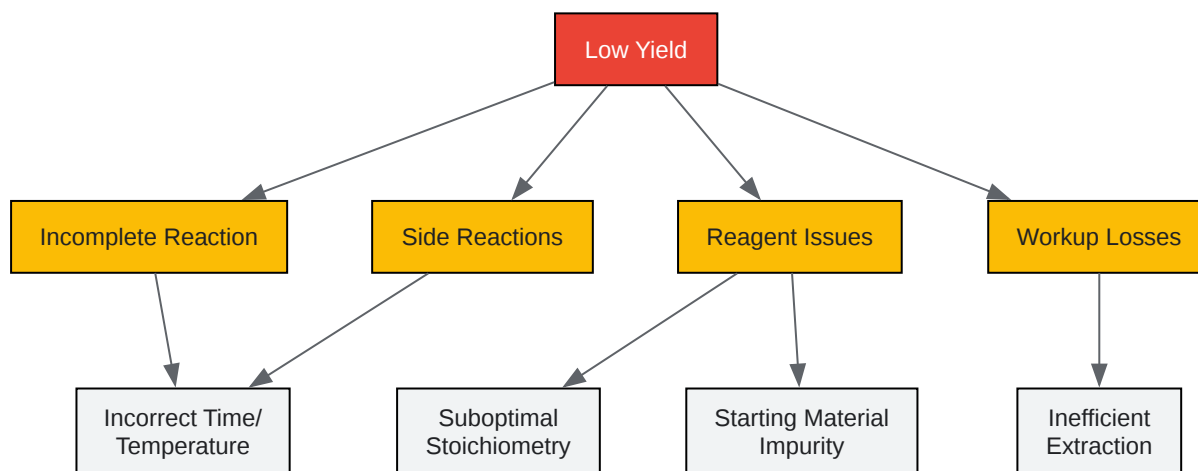 Low Yield
Incomplete Reaction
Side Reactions
Reagent Issues
Workup Losses
Incorrect Time/
Temperature
Suboptimal
Stoichiometry
Starting Material
Impurity
Inefficient
Extraction